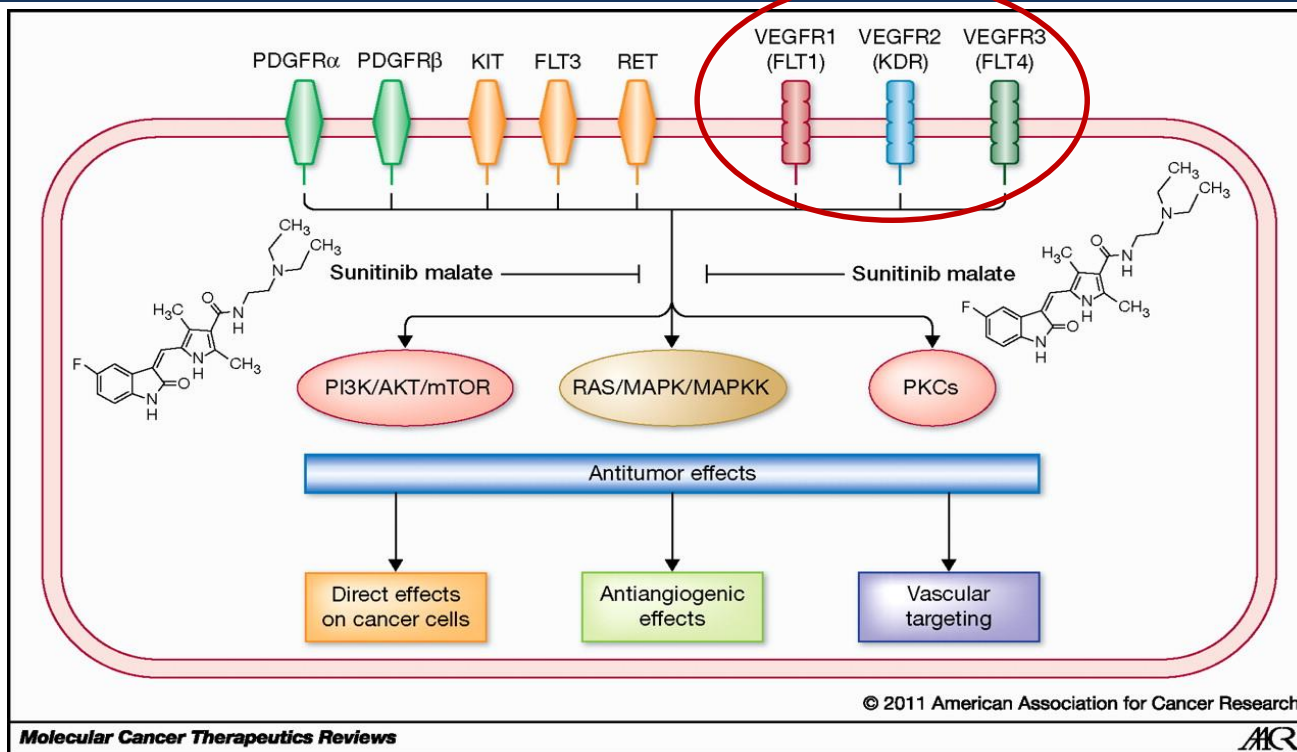 PDGFRα
PDGFRβ
KIT
FLT3
RET
VEGFR1
(FLT1)
VEGFR2
(KDR)
VEGFR3
(FLT4)
CH₃
CH₃
N
O
N
H
H₃C
N
H
CH₃
F
O
N
H
Sunitinib malate
Sunitinib malate
CH₃
CH₃
N
O
N
H
H₃C
N
H
CH₃
F
O
N
H
PI3K/AKT/mTOR
RAS/MAPK/MAPKK
PKCs
Antitumor effects
Direct effects
on cancer cells
Antiangiogenic
effects
Vascular
targeting
© 2011 American Association for Cancer Research
Molecular Cancer Therapeutics Reviews
AACR